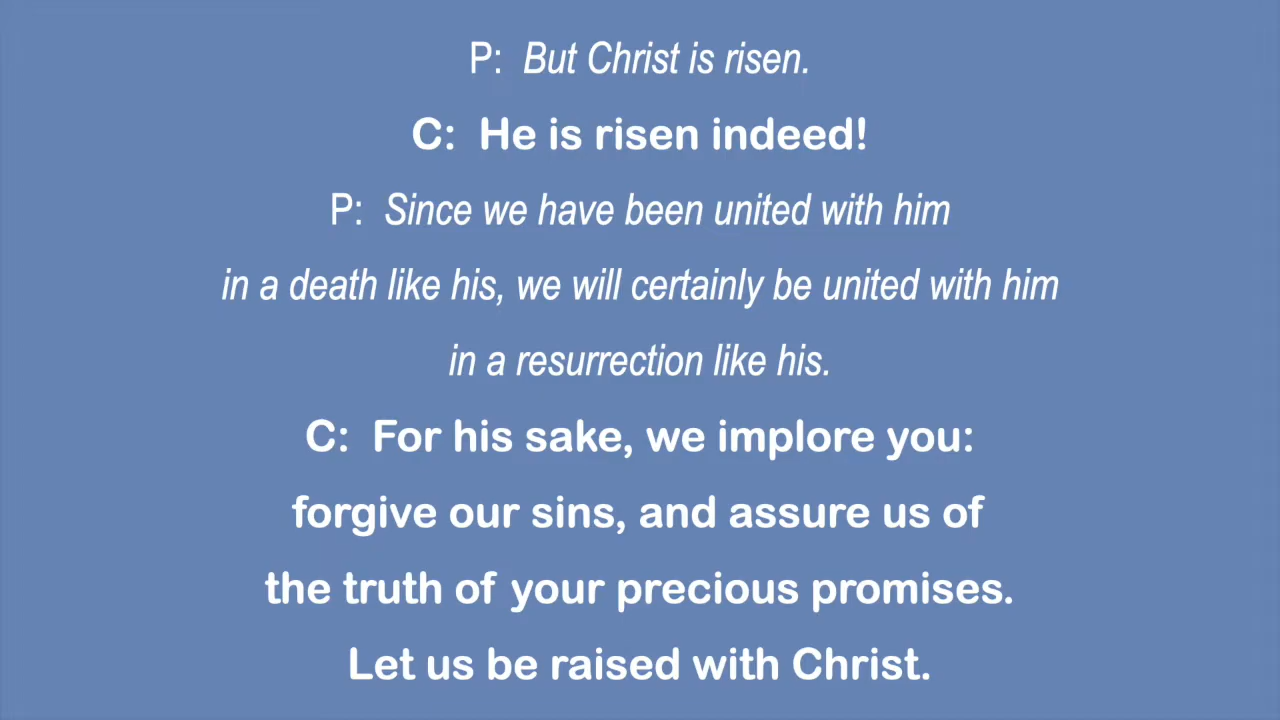 P:  But Christ is risen.
C:  He is risen indeed!
P:  Since we have been united with him
in a death like his, we will certainly be united with him
in a resurrection like his.
C:  For his sake, we implore you:
forgive our sins, and assure us of
the truth of your precious promises.
Let us be raised with Christ.